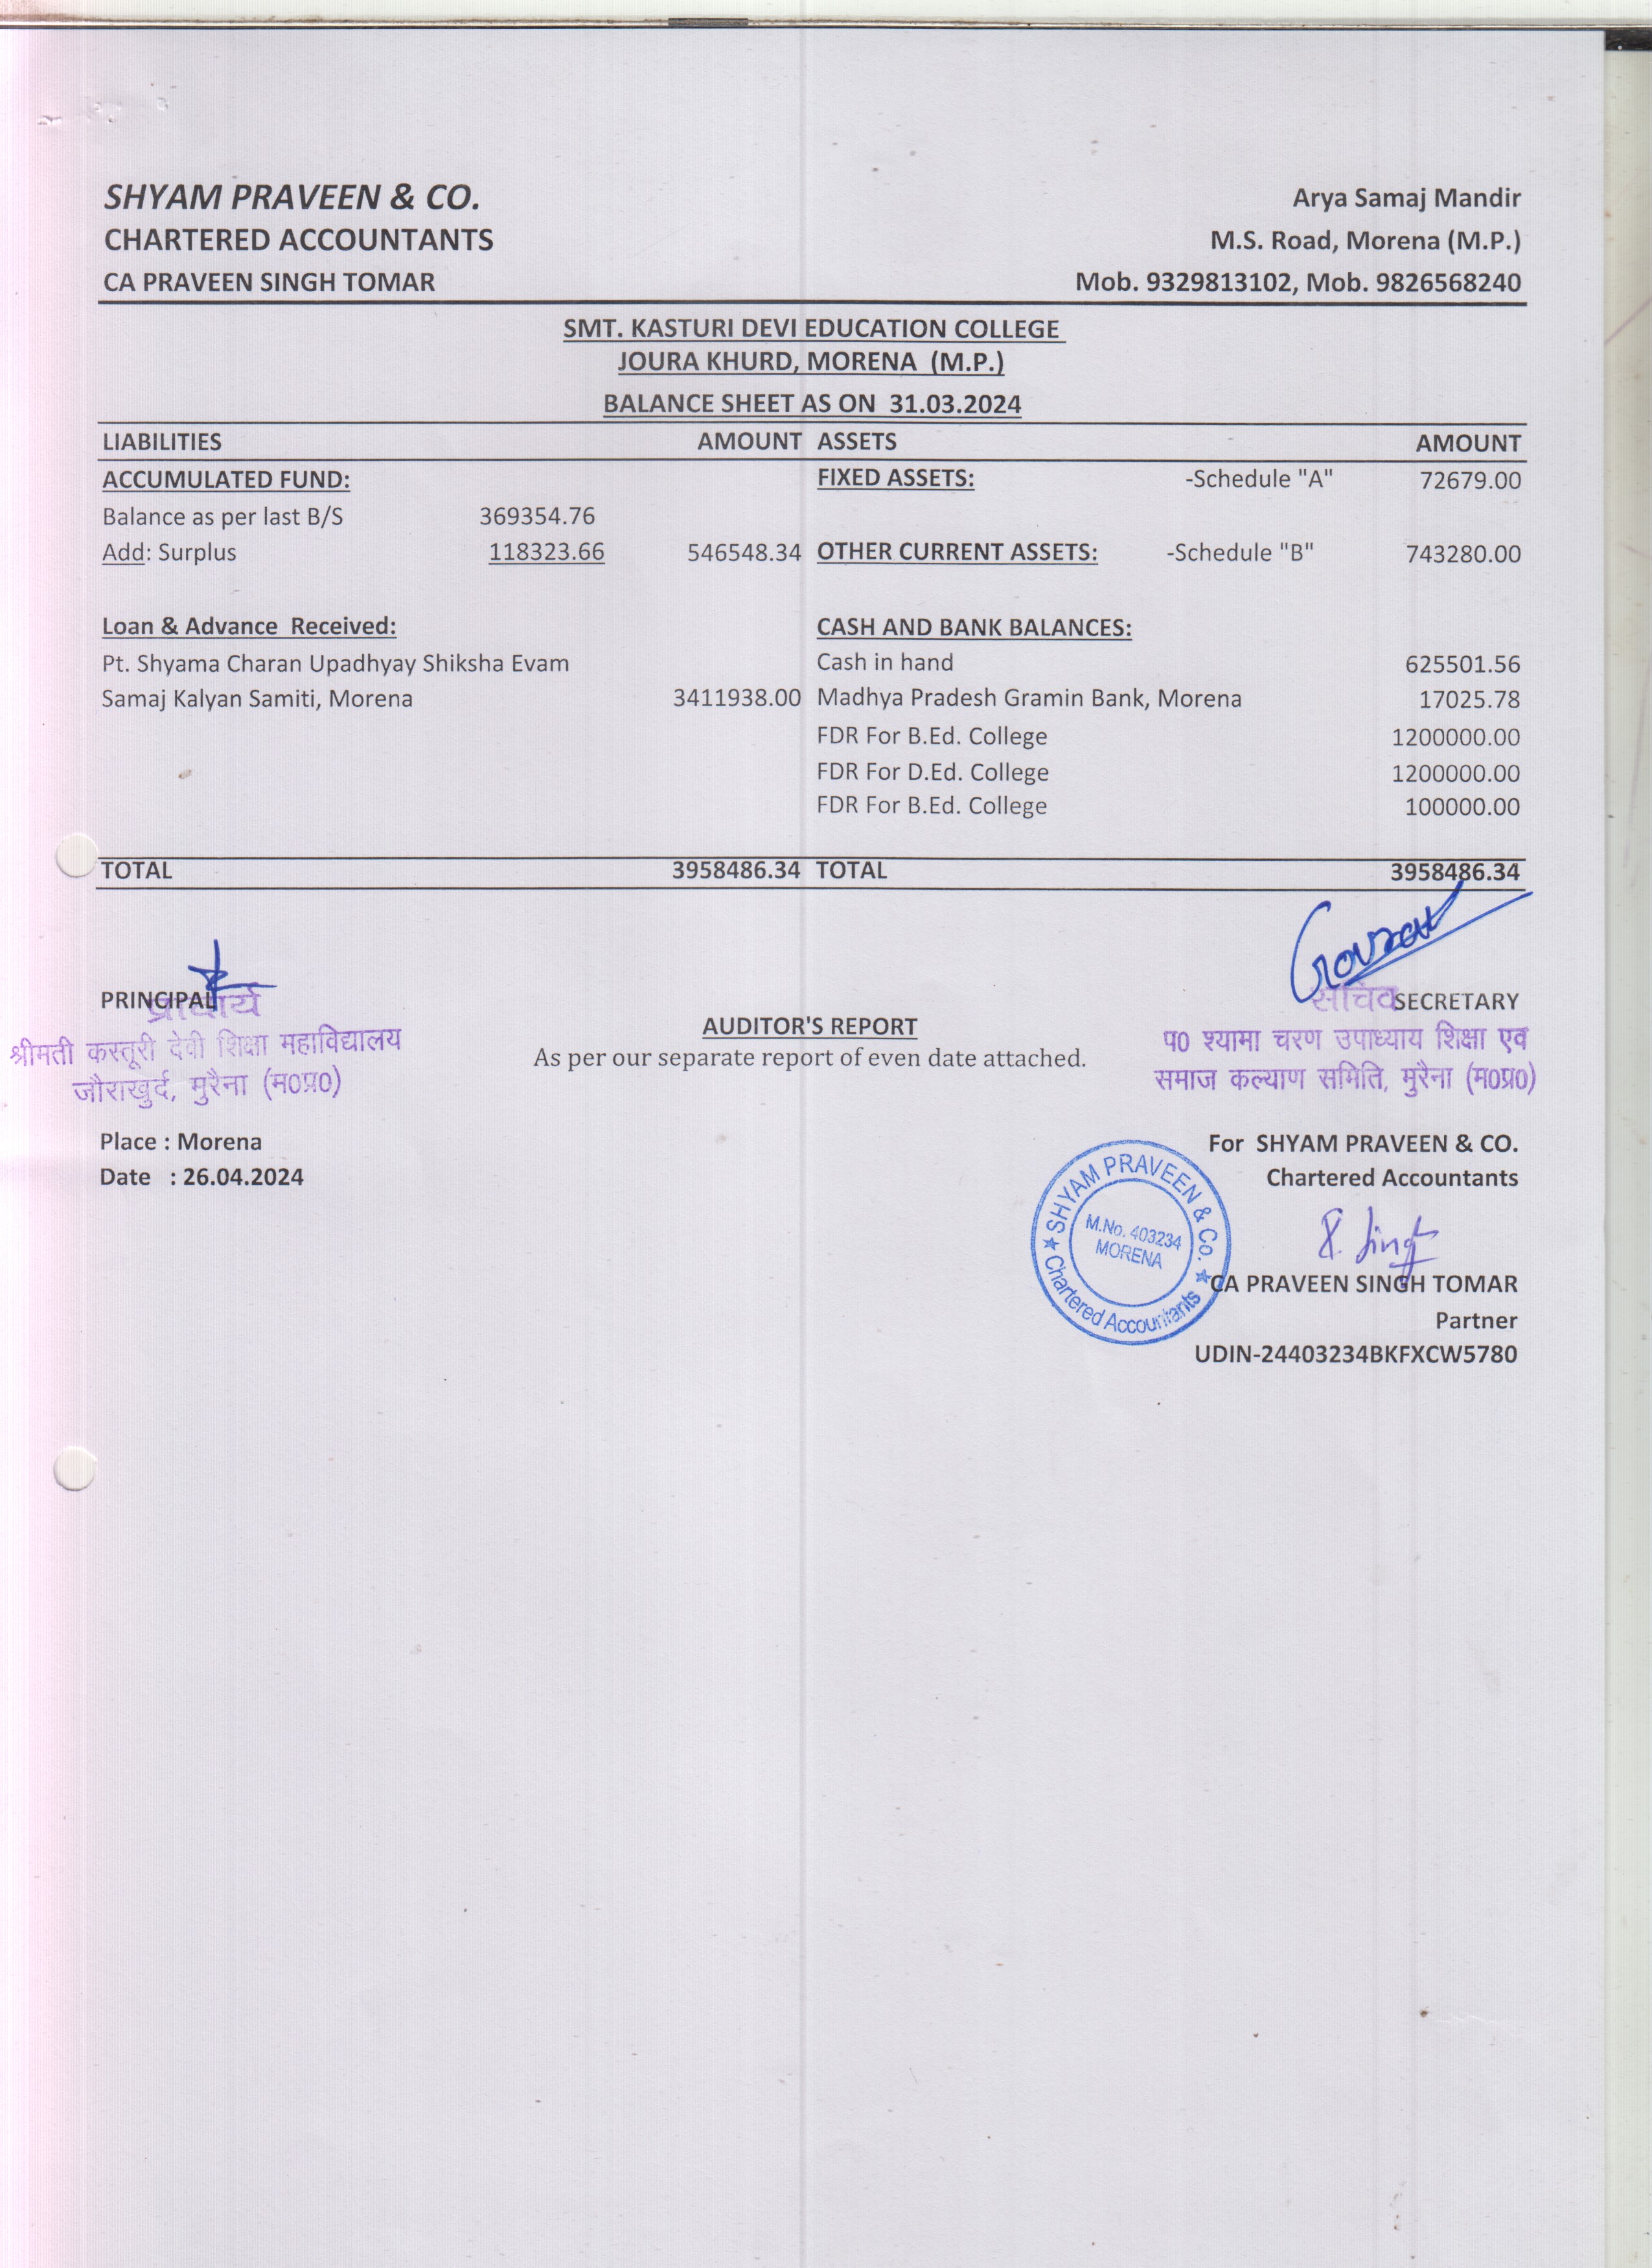 SHYAM PRAVEEN & CO. Arya Samaj Mandir
CHARTERED ACCOUNTANTS M.S. Road, Morena (M.P.)
CA PRAVEEN SINGH TOMAR Mob. 9329813102, Mob. 9826568240
SMT. KASTURI DEVI EDUCATION COLLEGE
JOURA KHURD, MORENA (M.P.)
BALANCE SHEET AS ON 31.03.2024
LIABILITIES AMOUNT ASSETS - AMOUNT
ACCUMULATED FUND: FIXED ASSETS: -Schedule "A" 72679.00
Balance as per last B/S 369354.76
Add: Surplus 118323.66 546548.34 OTHER CURRENT ASSETS: -Schedule "B" 743280.00
Loan & Advance Received: CASH AND BANK BALANCES:
Pt. Shyama Charan Upadhyay Shiksha Evam Cash in hand 625501.56
Samaj Kalyan Samiti, Morena 3411938.00 Madhya Pradesh Gramin Bank, Morena 17025.78
FDR For B.Ed. College 1200000.00
FDR For D.Ed. College 1200000.00
FDR For B.Ed. College 100000.00
TOTAL 3958486.34 TOTAL 3958486.34
PRINCIPAL SECRETARY
प्राचार्य सचिव
श्रीमती कस्तूरी देवी शिक्षा महाविद्यालय
जौराखुर्द, मुरैना (म0प्र0)
AUDITOR'S REPORT
As per our separate report of even date attached.
प0 श्यामा चरण उपाध्याय शिक्षा एव
समाज कल्याण समिति, मुरैना (म0प्र0)
Place : Morena
Date : 26.04.2024
For SHYAM PRAVEEN & CO.
Chartered Accountants
SHYAM PRAVEEN & Co.
M.No. 403234
MORENA
Chartered Accountants
P. Singh
CA PRAVEEN SINGH TOMAR
Partner
UDIN-24403234BKFXCW5780